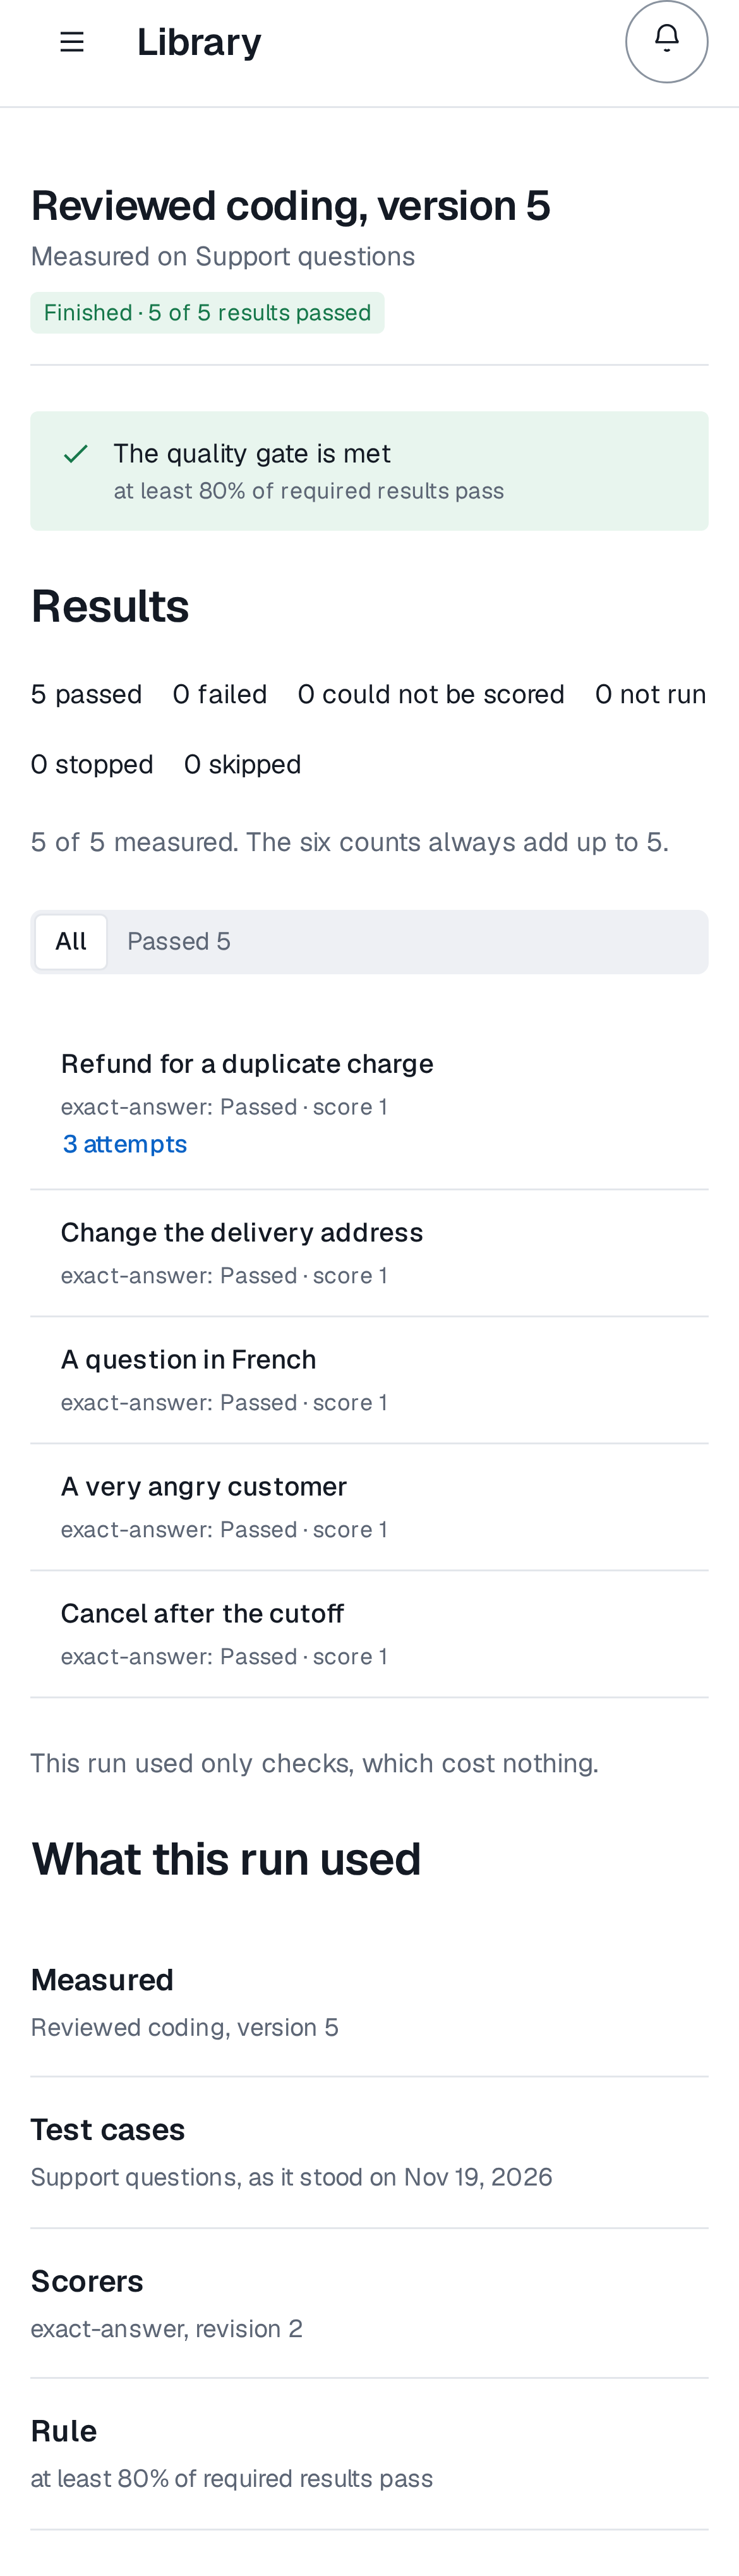 Library
Reviewed coding, version 5
Measured on Support questions
Finished · 5 of 5 results passed
The quality gate is met
at least 80% of required results pass
Results
5 passed 0 failed 0 could not be scored 0 not run
0 stopped 0 skipped
5 of 5 measured. The six counts always add up to 5.
All Passed 5
Refund for a duplicate charge
exact-answer: Passed · score 1
3 attempts
Change the delivery address
exact-answer: Passed · score 1
A question in French
exact-answer: Passed · score 1
A very angry customer
exact-answer: Passed · score 1
Cancel after the cutoff
exact-answer: Passed · score 1
This run used only checks, which cost nothing.
What this run used
Measured
Reviewed coding, version 5
Test cases
Support questions, as it stood on Nov 19, 2026
Scorers
exact-answer, revision 2
Rule
at least 80% of required results pass